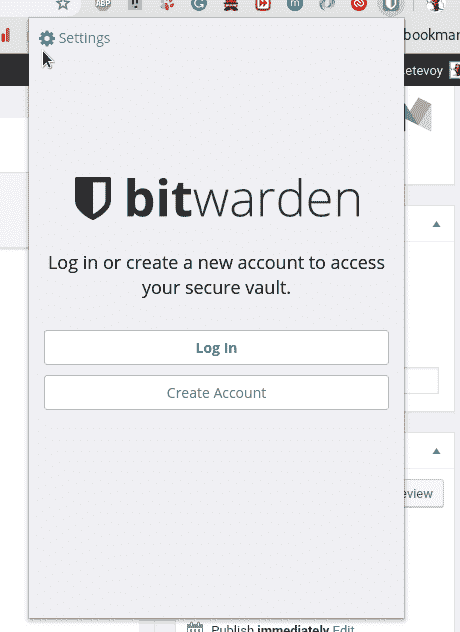 ABP
bookmar
Settings
etevoy
bitwarden
Log in or create a new account to access
your secure vault.
Log In
Create Account
eview
Publish immediately Edit